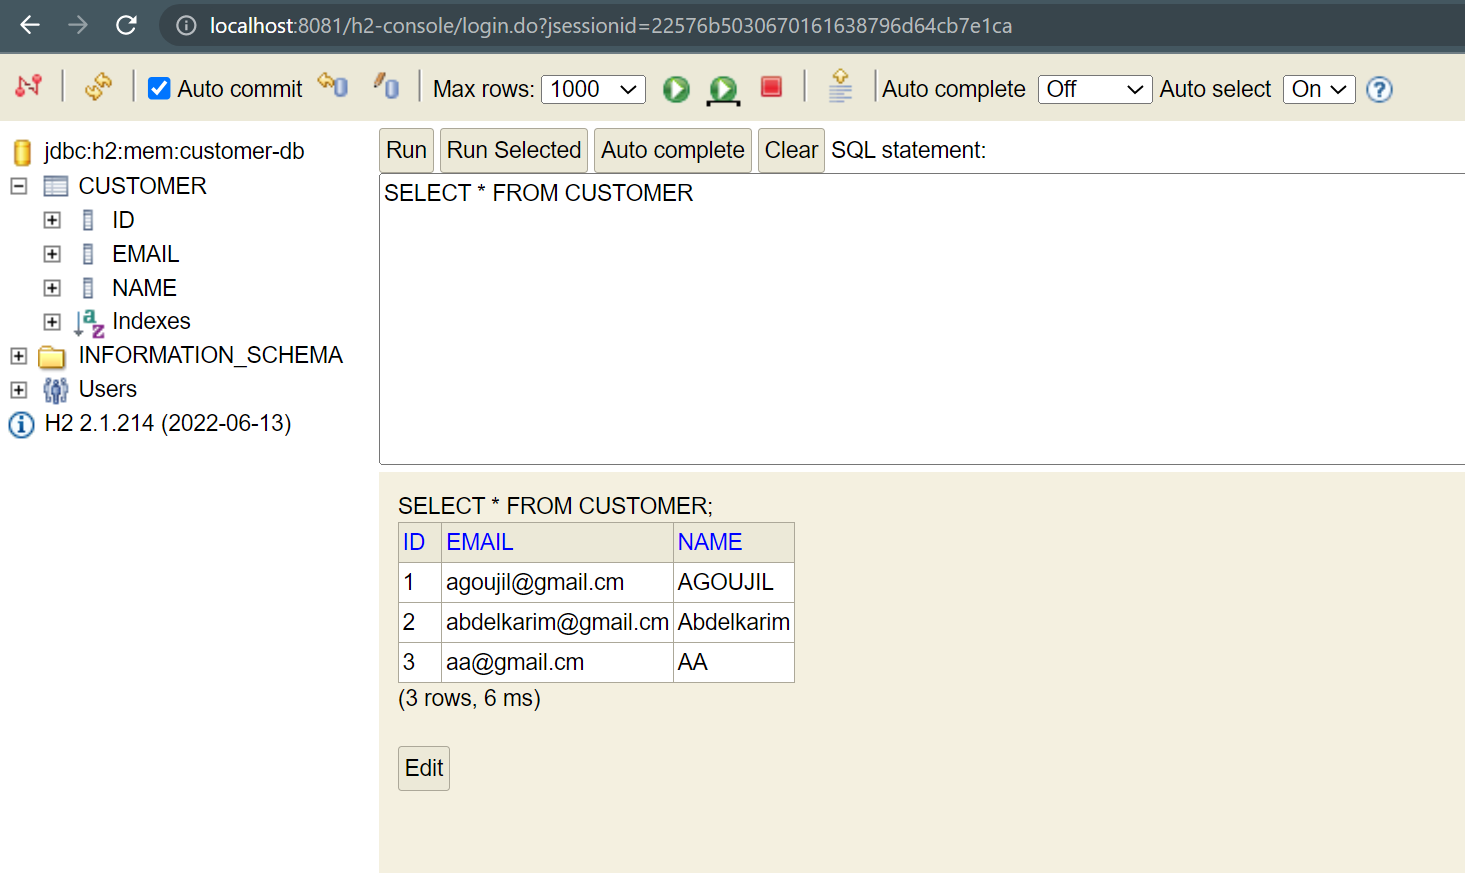 localhost:8081/h2-console/login.do?jsessionid=22576b5030670161638796d64cb7e1ca
Auto commit Max rows: 1000 Auto complete Off Auto select On ?
jdbc:h2:mem:customer-db
CUSTOMER
ID
EMAIL
NAME
Indexes
INFORMATION_SCHEMA
Users
H2 2.1.214 (2022-06-13)
Run Run Selected Auto complete Clear SQL statement:
SELECT * FROM CUSTOMER
SELECT * FROM CUSTOMER;
ID EMAIL NAME
1 agoujil@gmail.cm AGOUJIL
2 abdelkarim@gmail.cm Abdelkarim
3 aa@gmail.cm AA
(3 rows, 6 ms)
Edit